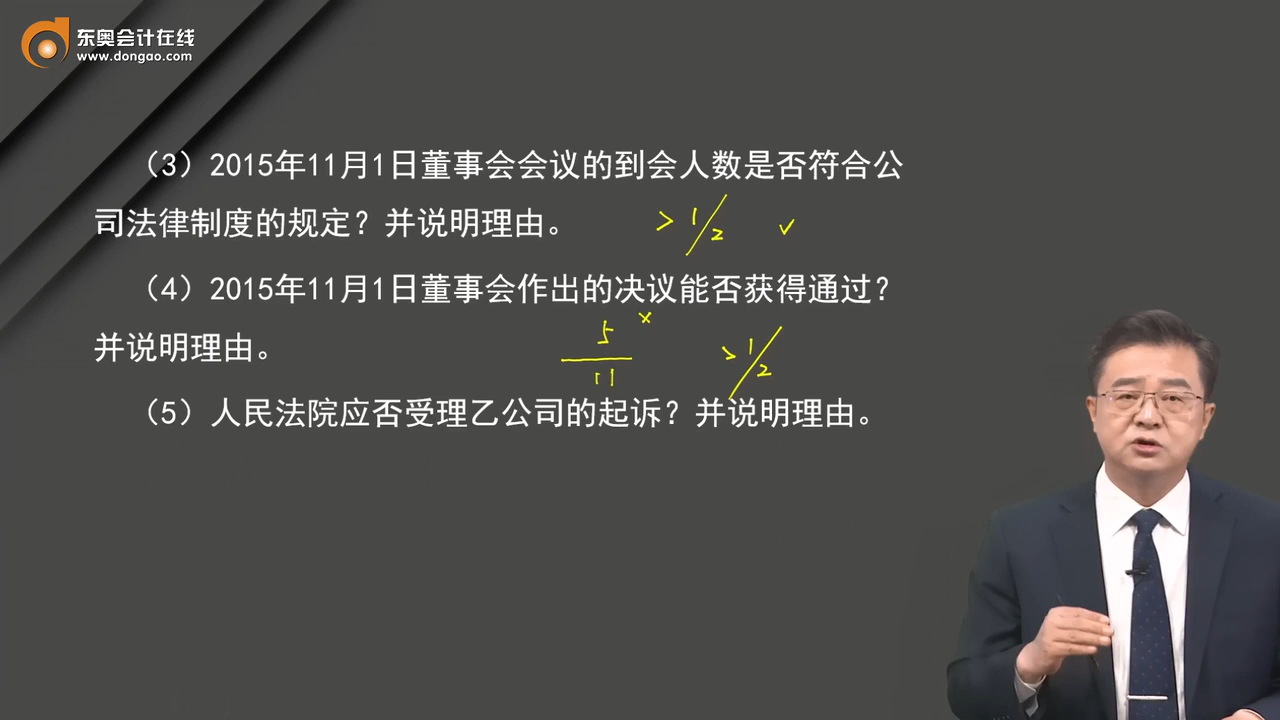 东奥会计在线
www.dongao.com
（3）2015年11月1日董事会会议的到会人数是否符合公
司法律制度的规定？并说明理由。 > 1/2 ✓
（4）2015年11月1日董事会作出的决议能否获得通过？
并说明理由。 5/11 × > 1/2
（5）人民法院应否受理乙公司的起诉？并说明理由。